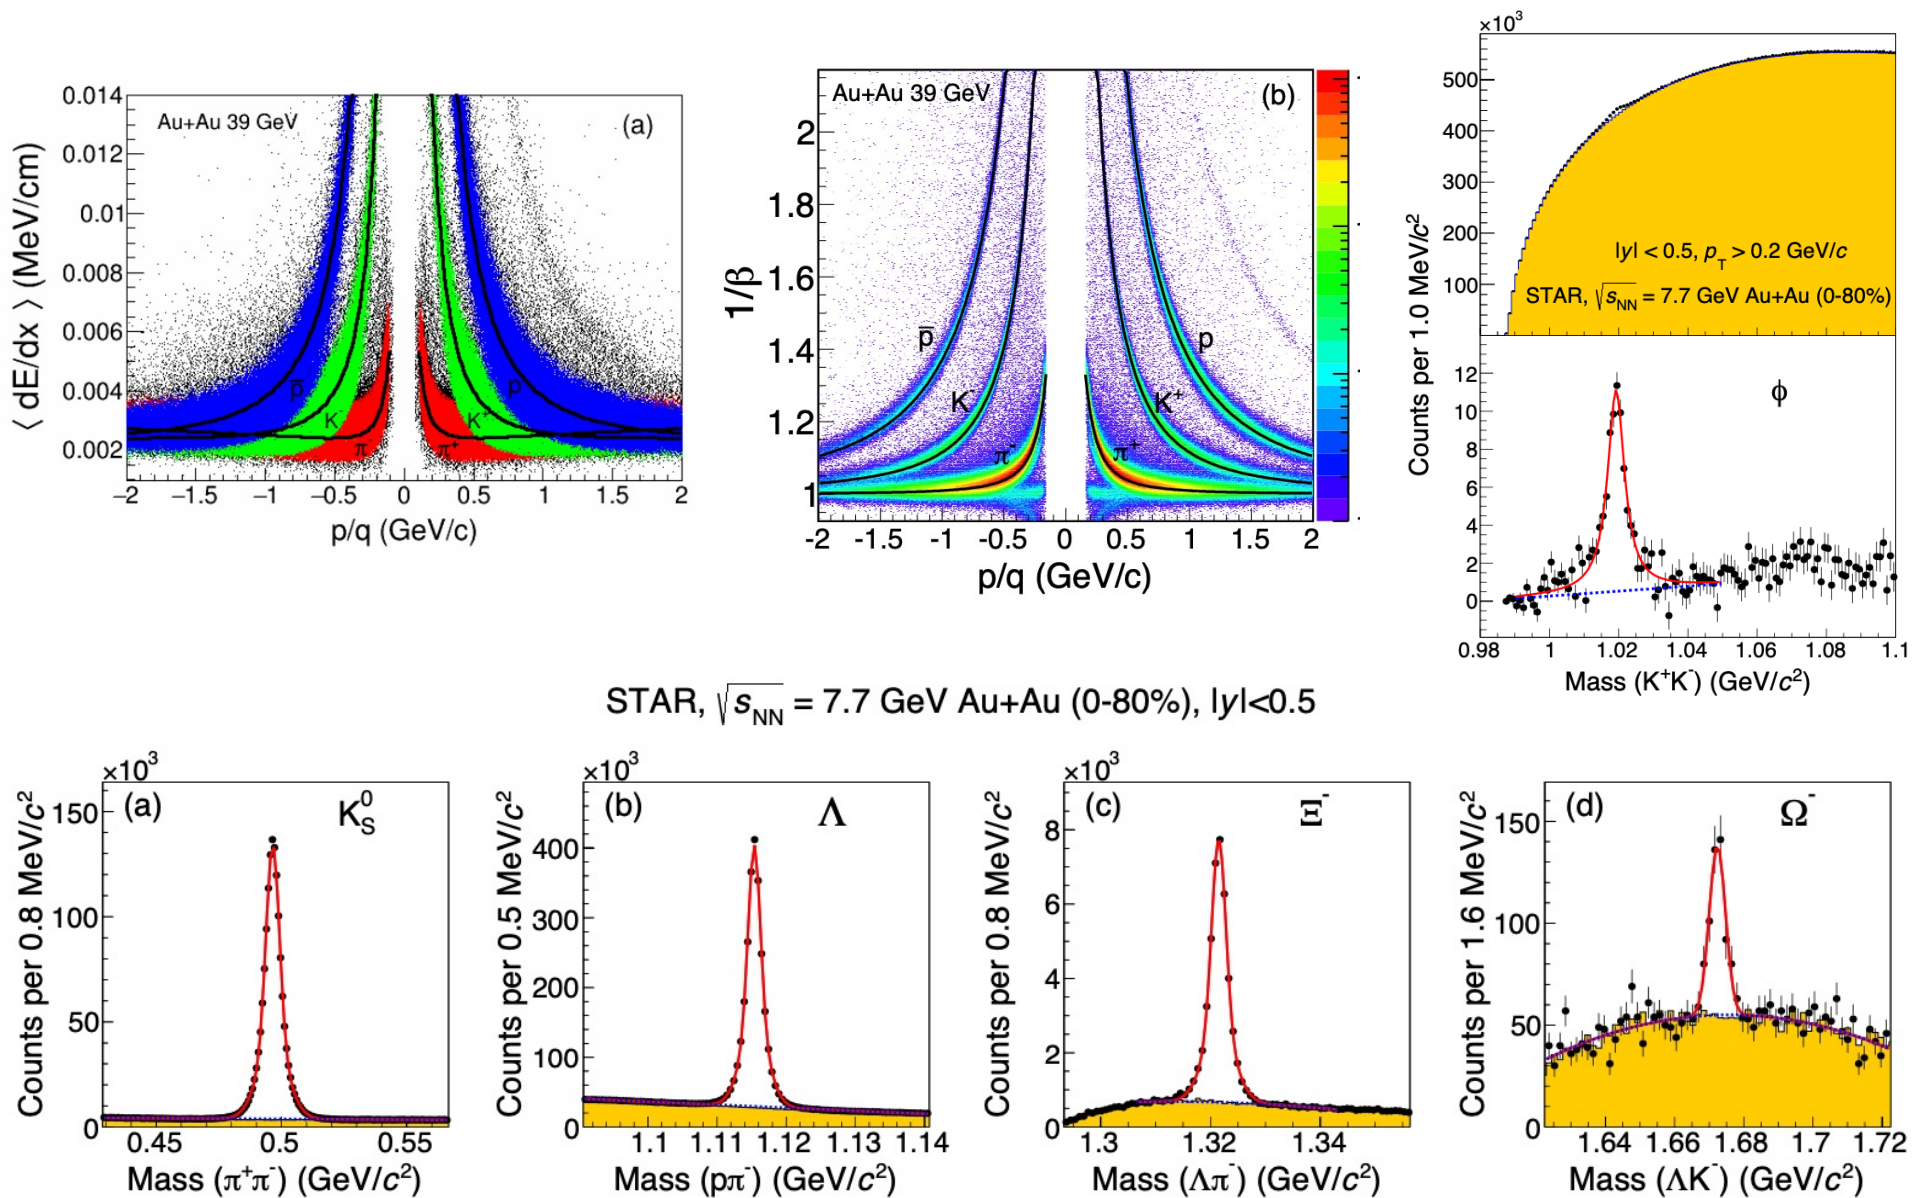 Au+Au 39 GeV
(a)
0.014
0.012
0.01
0.008
0.006
0.004
0.002
⟨ dE/dx ⟩ (MeV/cm)
p̅
K⁻
π⁻
π⁺
K⁺
p
−2 −1.5 −1 −0.5 0 0.5 1 1.5 2
p/q (GeV/c)
Au+Au 39 GeV
(b)
2
1.8
1.6
1.4
1.2
1
1/β
p̅
K⁻
π⁻
π⁺
K⁺
p
-2 -1.5 -1 -0.5 0 0.5 1 1.5 2
p/q (GeV/c)
×10³
500
400
300
200
100
|y| < 0.5, p_T > 0.2 GeV/c
STAR, √s_NN = 7.7 GeV Au+Au (0-80%)
Counts per 1.0 MeV/c²
12
10
8
6
4
2
0
ϕ
0.98 1 1.02 1.04 1.06 1.08 1.1
Mass (K⁺K⁻) (GeV/c²)
STAR, √s_NN = 7.7 GeV Au+Au (0-80%), |y|<0.5
×10³
(a)
K⁰_S
150
100
50
0
Counts per 0.8 MeV/c²
0.45 0.5 0.55
Mass (π⁺π⁻) (GeV/c²)
×10³
(b)
Λ
400
300
200
100
0
Counts per 0.5 MeV/c²
1.1 1.11 1.12 1.13 1.14
Mass (pπ⁻) (GeV/c²)
×10³
(c)
Ξ⁻
8
6
4
2
0
Counts per 0.8 MeV/c²
1.3 1.32 1.34
Mass (Λπ⁻) (GeV/c²)
(d)
Ω⁻
150
100
50
0
Counts per 1.6 MeV/c²
1.64 1.66 1.68 1.7 1.72
Mass (ΛK⁻) (GeV/c²)